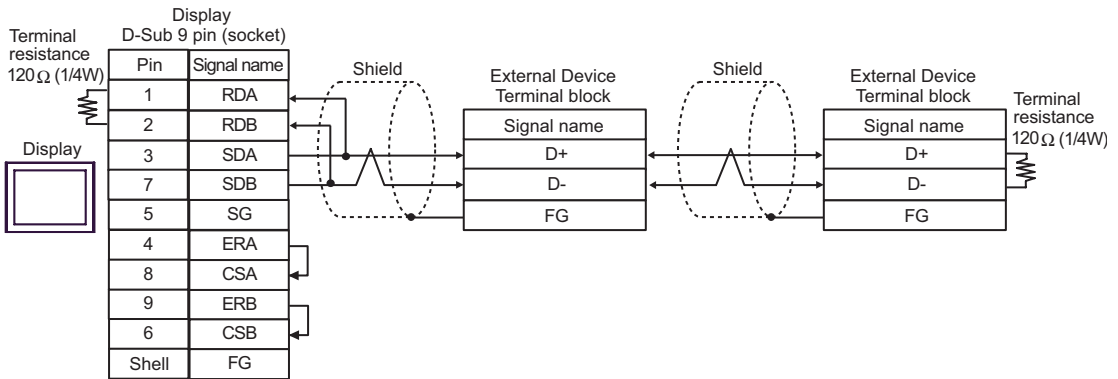 Display
D-Sub 9 pin (socket)
Terminal
resistance
120Ω (1/4W)
Display
Pin Signal name
1 RDA
2 RDB
3 SDA
7 SDB
5 SG
4 ERA
8 CSA
9 ERB
6 CSB
Shell FG
Shield
External Device
Terminal block
Signal name
D+
D-
FG
Shield
External Device
Terminal block
Signal name
D+
D-
FG
Terminal
resistance
120Ω (1/4W)